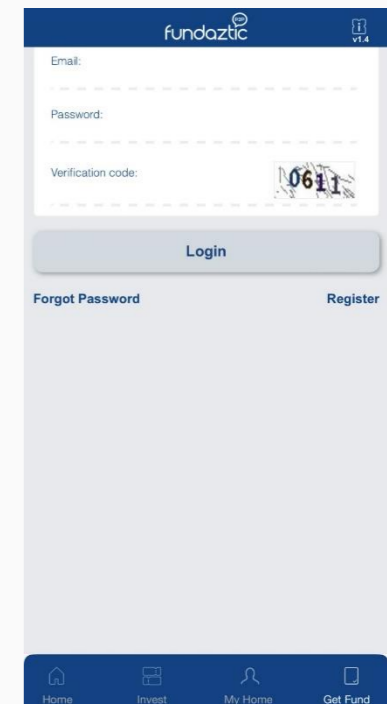 fundaztic
v1.4
Email:
Password:
Verification code:
0611
Login
Forgot Password Register
Home Invest My Home Get Fund